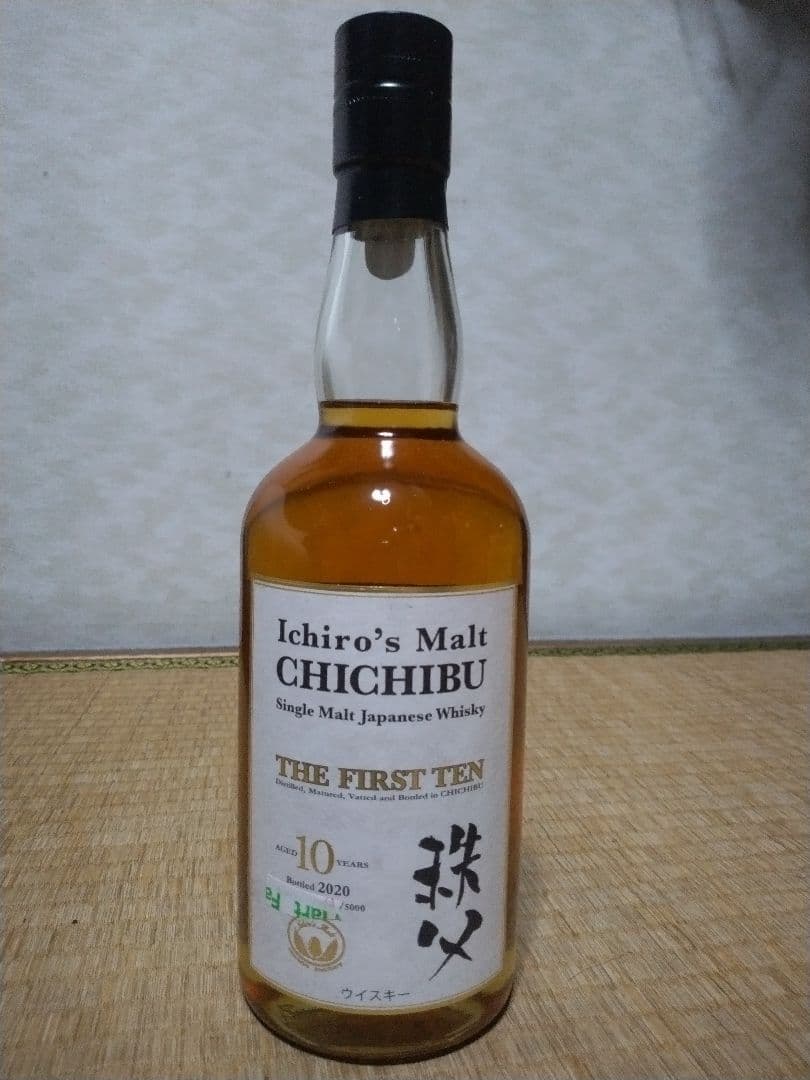 Ichiro's Malt
CHICHIBU
Single Malt Japanese Whisky
THE FIRST TEN
Distilled, Matured, Vatted and Bottled in CHICHIBU
AGED 10 YEARS
Bottled 2020
/5000
秩父
ウイスキー